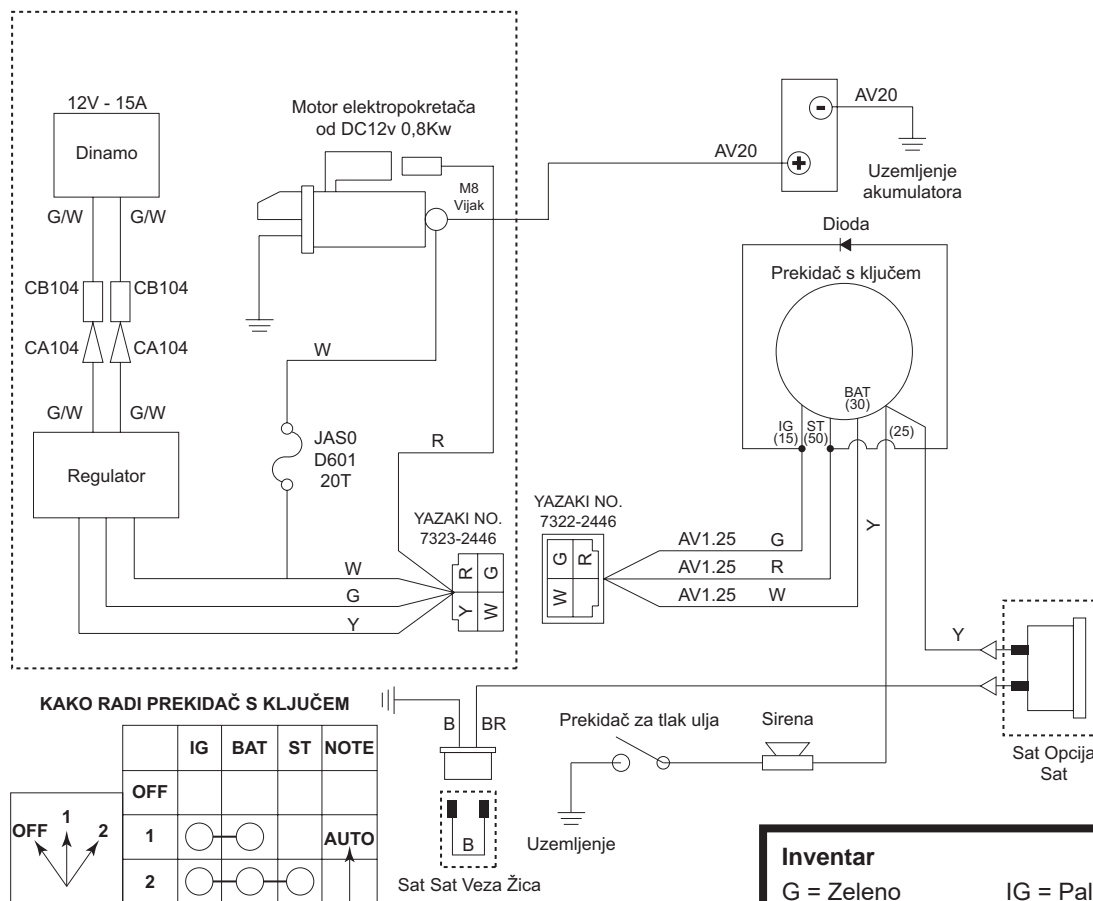 12V - 15A
Dinamo
G/W G/W
CB104 CB104
CA104 CA104
G/W G/W
Regulator
Motor elektropokretača
od DC12v 0,8Kw
M8
Vijak
W
JAS0
D601
20T
R
YAZAKI NO.
7323-2446
R G
Y W
W
G
Y
AV20
AV20
-
+
Uzemljenje
akumulatora
Dioda
Prekidač s ključem
BAT
(30)
IG
(15)
ST
(50)
(25)
YAZAKI NO.
7322-2446
G R
W
AV1.25 G
AV1.25 R
AV1.25 W
Y
Y
Sat Opcija
Sat
KAKO RADI PREKIDAČ S KLJUČEM
IG BAT ST NOTE
OFF
1 AUTO
2
OFF 1 2
B BR
B
Sat Sat Veza Žica
Prekidač za tlak ulja
Sirena
Uzemljenje
Inventar
G = Zeleno IG = Pal